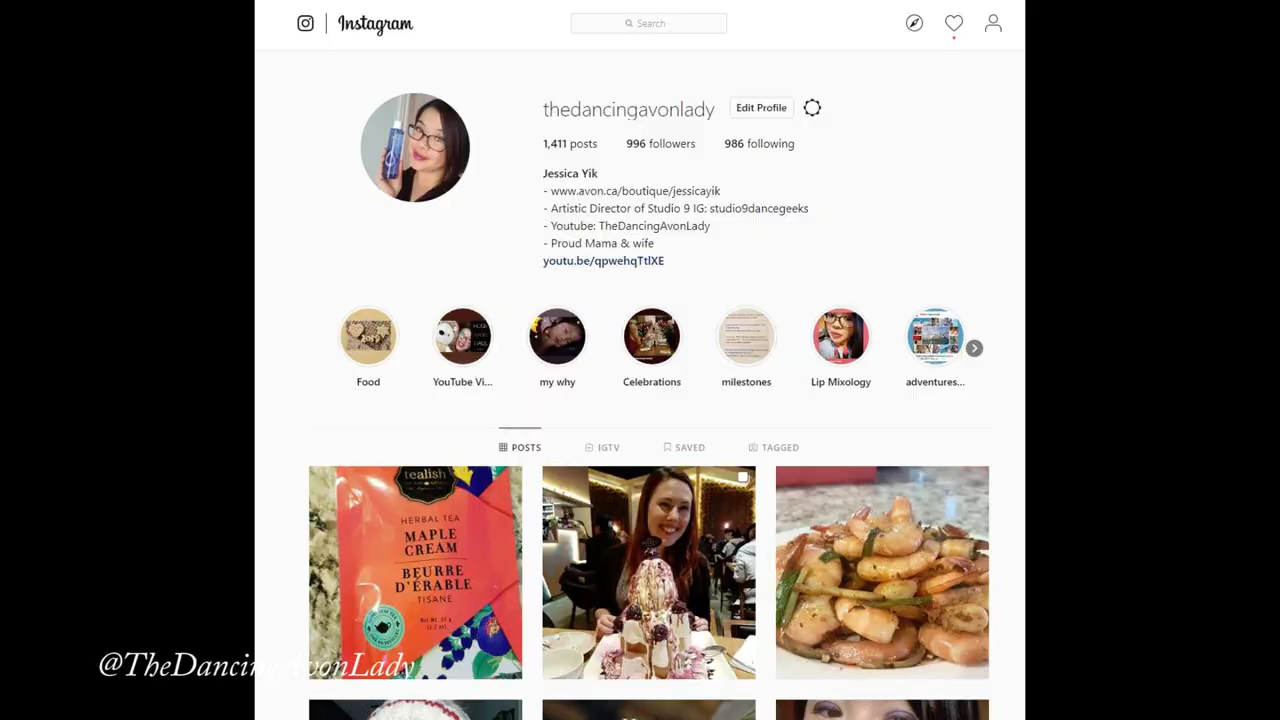 Instagram
Search
thedancingavonlady Edit Profile
1,411 posts 996 followers 986 following
Jessica Yik
- www.avon.ca/boutique/jessicayik
- Artistic Director of Studio 9 IG: studio9dancegeeks
- Youtube: TheDancingAvonLady
- Proud Mama & wife
youtu.be/qpwehqTtlXE
Food YouTube Vi... my why Celebrations milestones Lip Mixology adventures...
POSTS IGTV SAVED TAGGED
tealish
HERBAL TEA
MAPLE
CREAM
BEURRE
D'ÉRABLE
TISANE
@TheDancingAvonLady